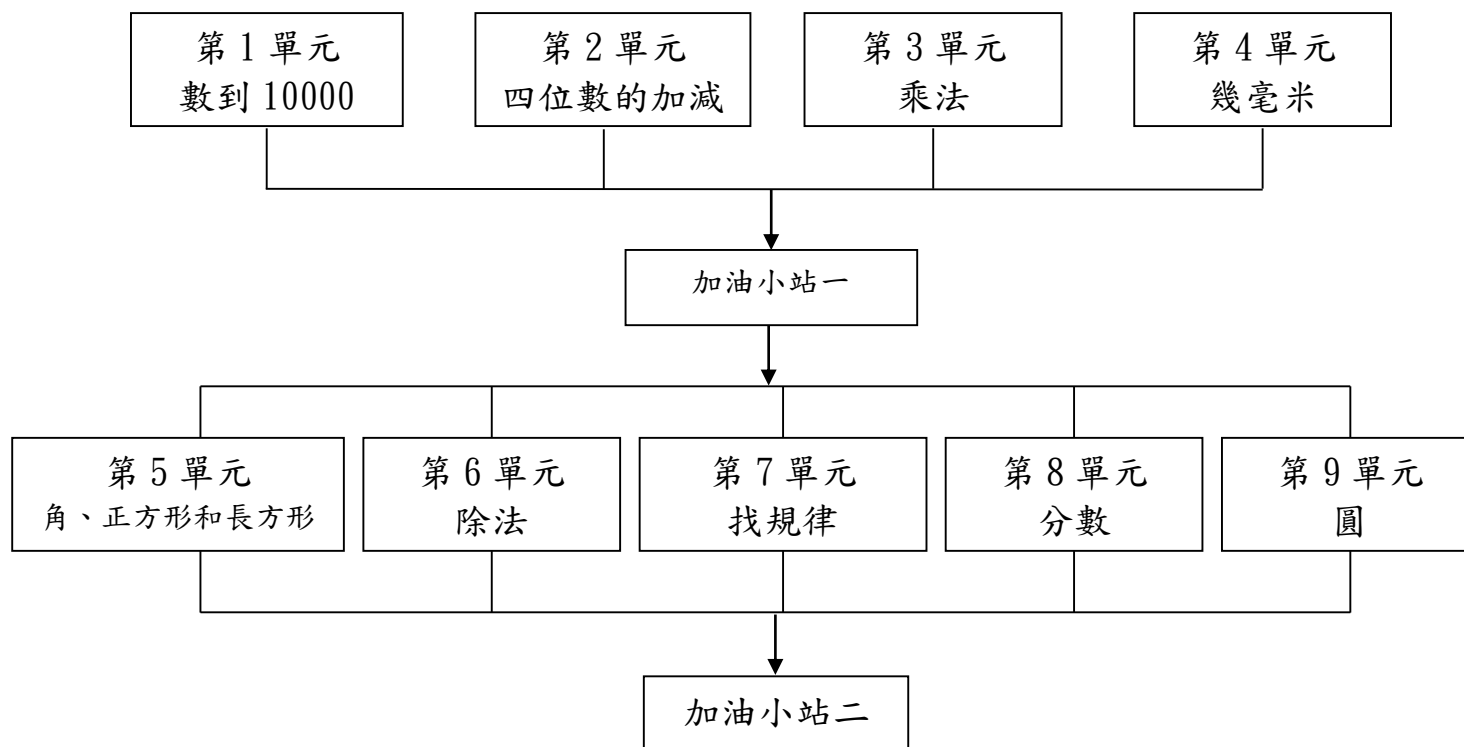 第 1 單元
數到 10000
第 2 單元
四位數的加減
第 3 單元
乘法
第 4 單元
幾毫米
加油小站一
第 5 單元
角、正方形和長方形
第 6 單元
除法
第 7 單元
找規律
第 8 單元
分數
第 9 單元
圓
加油小站二